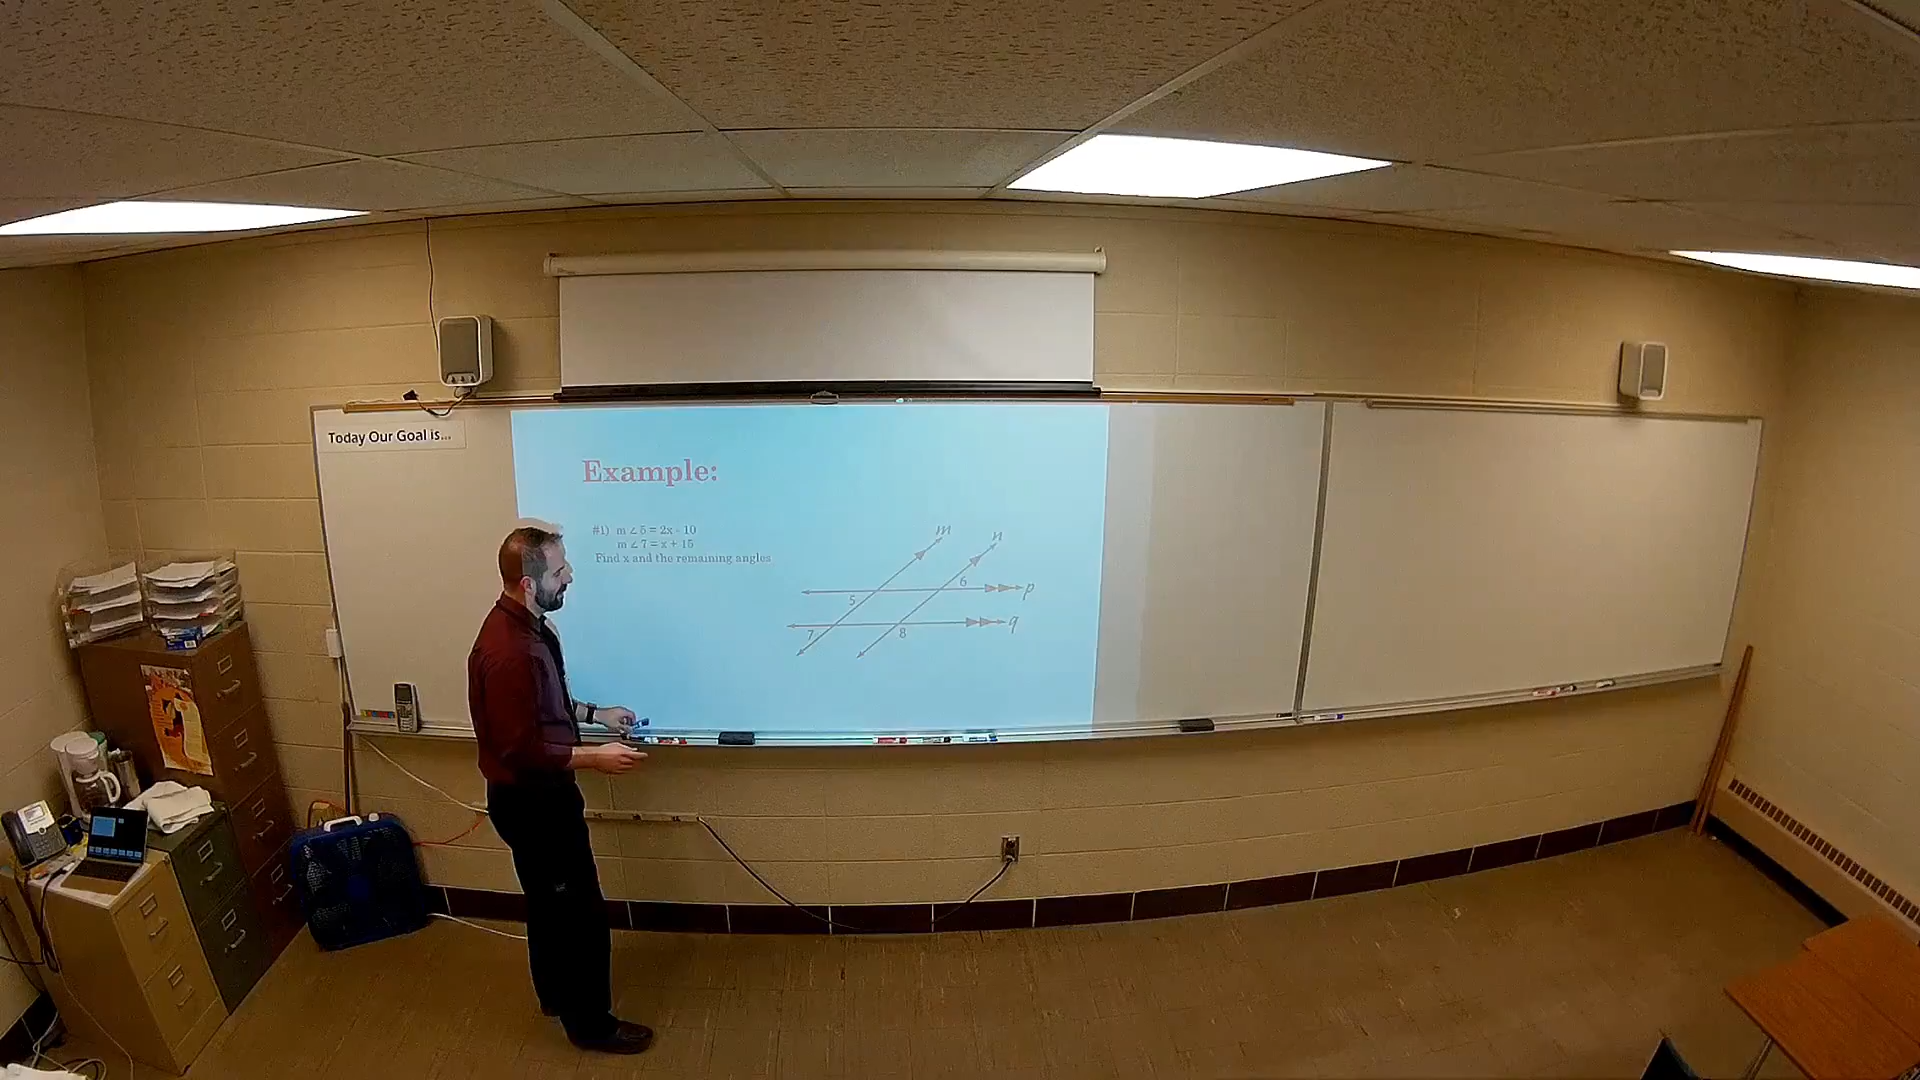 Today Our Goal is...
Example:
#1) m∠5 = 2x - 10
m∠7 = x + 15
Find x and the remaining angles
m
n
6
p
5
q
7
8